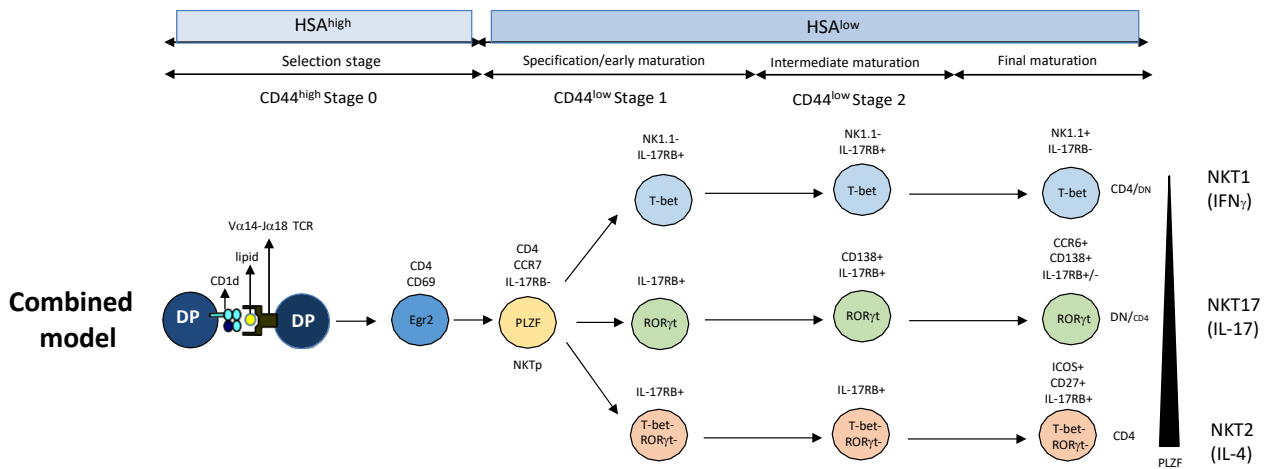 HSAhigh
HSAlow
Selection stage
Specification/early maturation
Intermediate maturation
Final maturation
CD44high Stage 0
CD44low Stage 1
CD44low Stage 2
NK1.1-
IL-17RB+
T-bet
NK1.1-
IL-17RB+
T-bet
NK1.1+
IL-17RB-
T-bet
CD4/DN
NKT1
(IFNγ)
Combined
model
Vα14-Jα18 TCR
lipid
CD1d
DP
DP
CD4
CD69
Egr2
CD4
CCR7
IL-17RB-
PLZF
NKTp
IL-17RB+
RORγt
CD138+
IL-17RB+
RORγt
CCR6+
CD138+
IL-17RB+/-
RORγt
DN/CD4
NKT17
(IL-17)
IL-17RB+
T-bet-
RORγt-
IL-17RB+
T-bet-
RORγt-
ICOS+
CD27+
IL-17RB+
T-bet-
RORγt-
CD4
NKT2
(IL-4)
PLZF